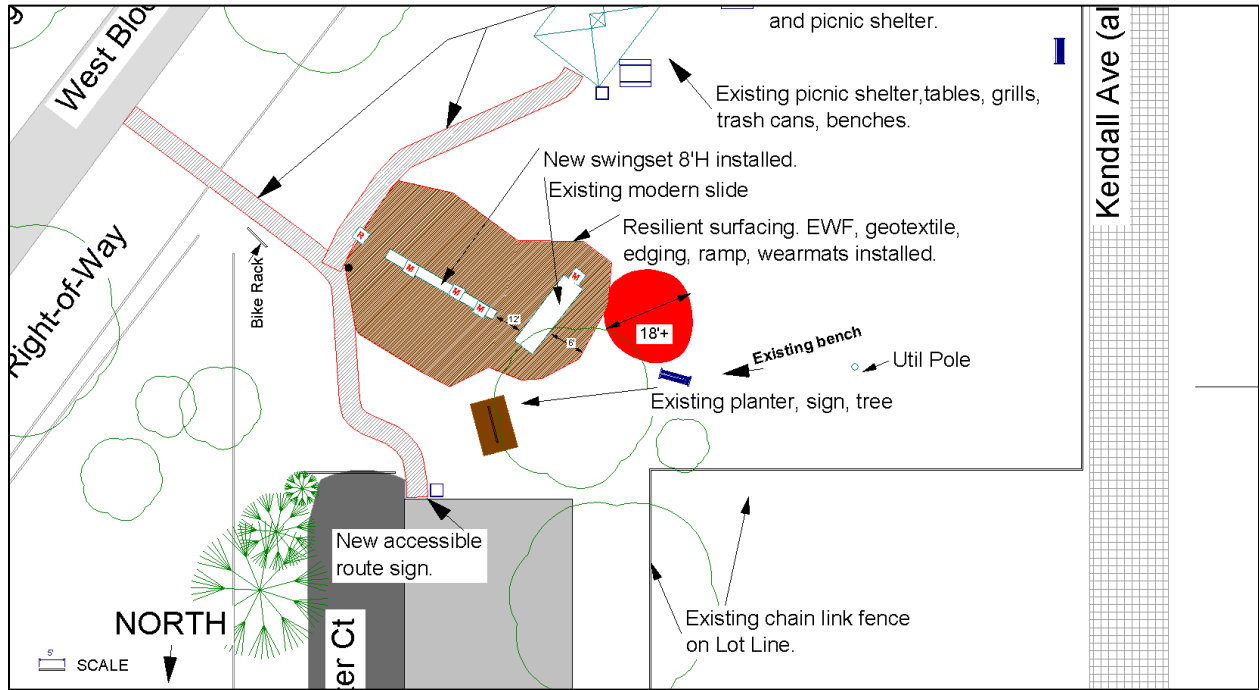 and picnic shelter.
West Bloc
Existing picnic shelter,tables, grills,
trash cans, benches.
Kendall Ave (al
New swingset 8'H installed.
Existing modern slide
Resilient surfacing. EWF, geotextile,
edging, ramp, wearmats installed.
Right-of-Way
Bike Rack
R
M
M
M
M
12'
6'
18'+
Existing bench
Util Pole
Existing planter, sign, tree
New accessible
route sign.
NORTH
5'
SCALE
er Ct
Existing chain link fence
on Lot Line.